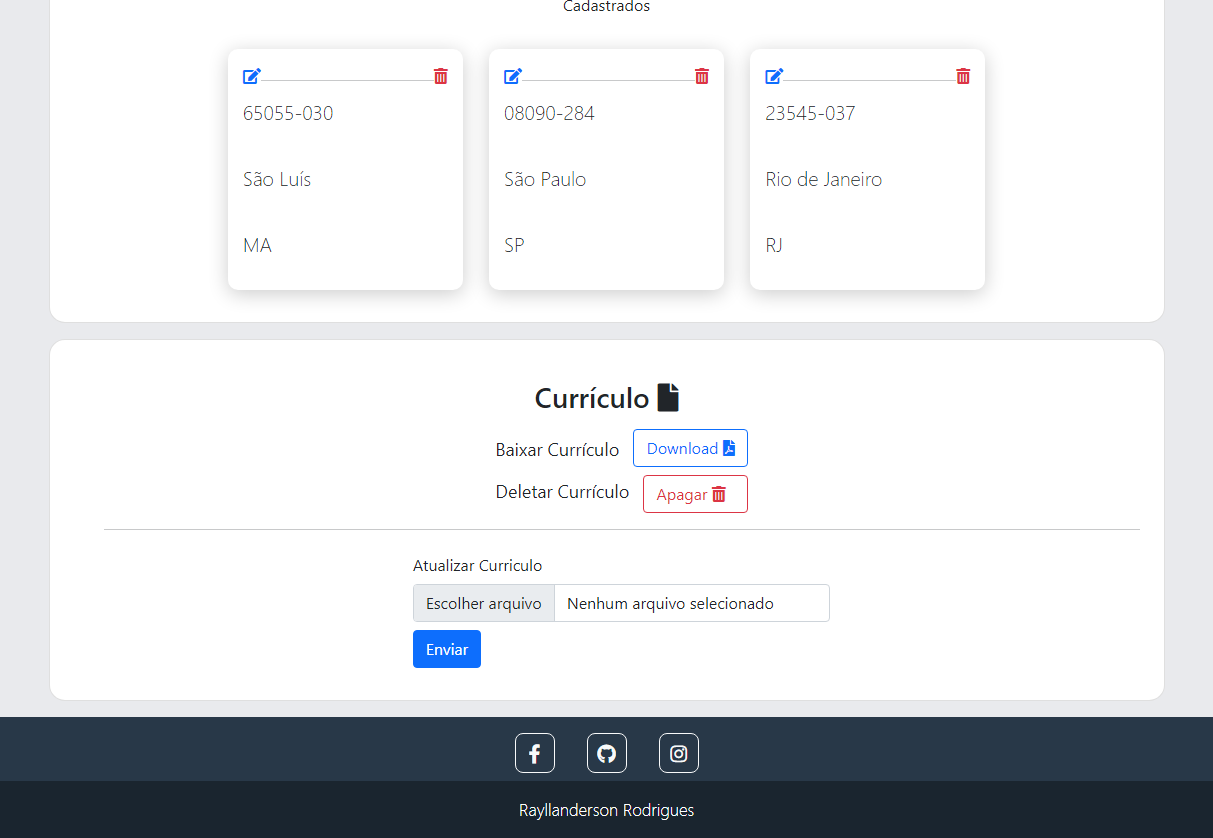 Cadastrados
65055-030
São Luís
MA
08090-284
São Paulo
SP
23545-037
Rio de Janeiro
RJ
Currículo
Baixar Currículo Download
Deletar Currículo Apagar
Atualizar Curriculo
Escolher arquivo Nenhum arquivo selecionado
Enviar
Rayllanderson Rodrigues